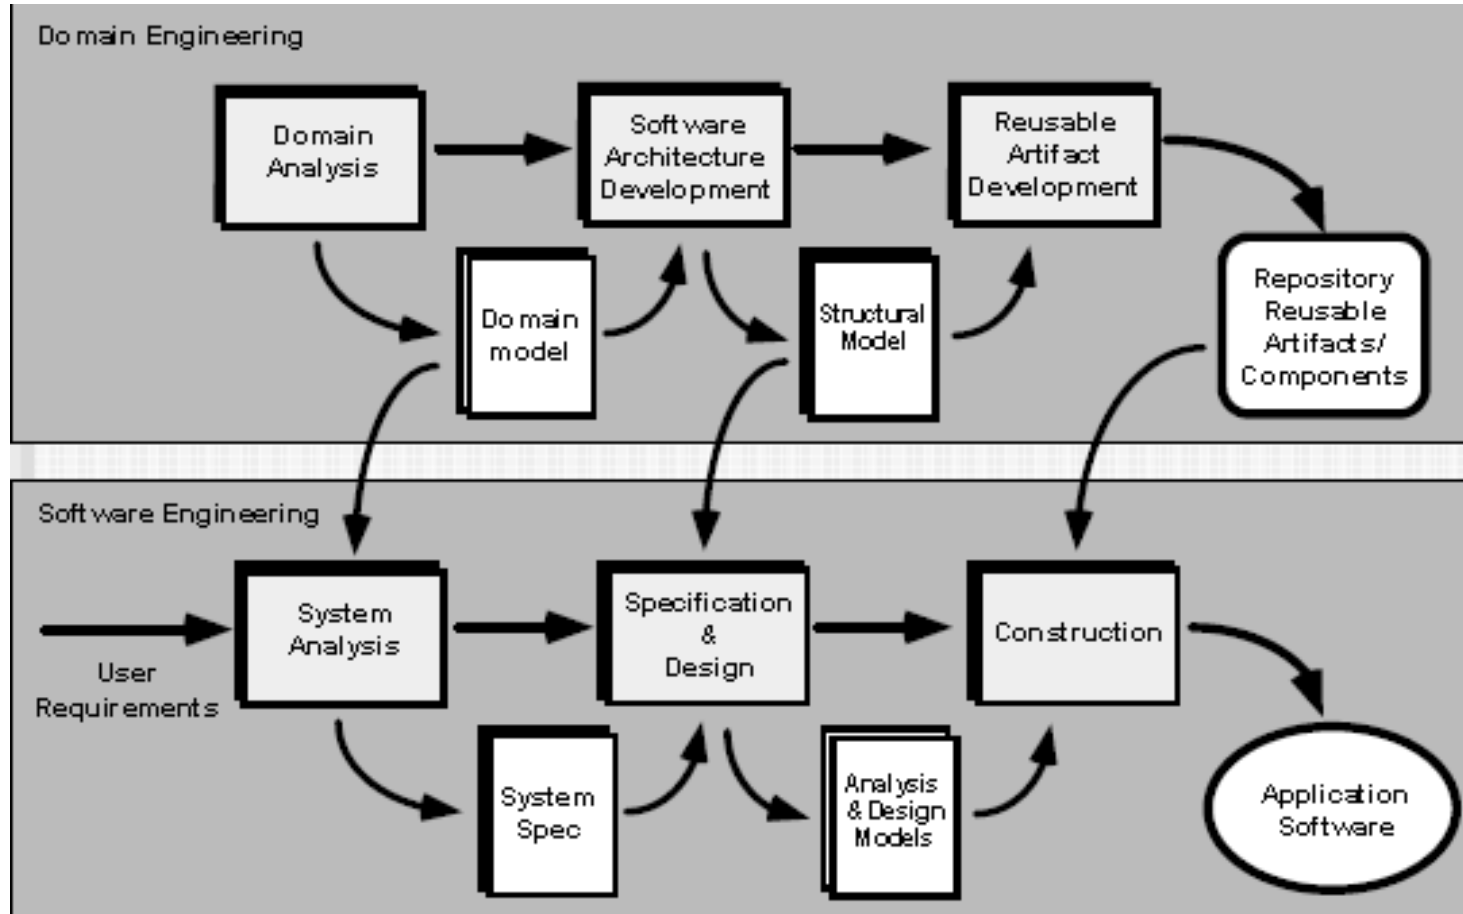 Domain Engineering
Domain
Analysis
Software
Architecture
Development
Reusable
Artifact
Development
Domain
model
Structural
Model
Repository
Reusable
Artifacts/
Components
Software Engineering
User
Requirements
System
Analysis
Specification
&
Design
Construction
System
Spec
Analysis
& Design
Models
Application
Software